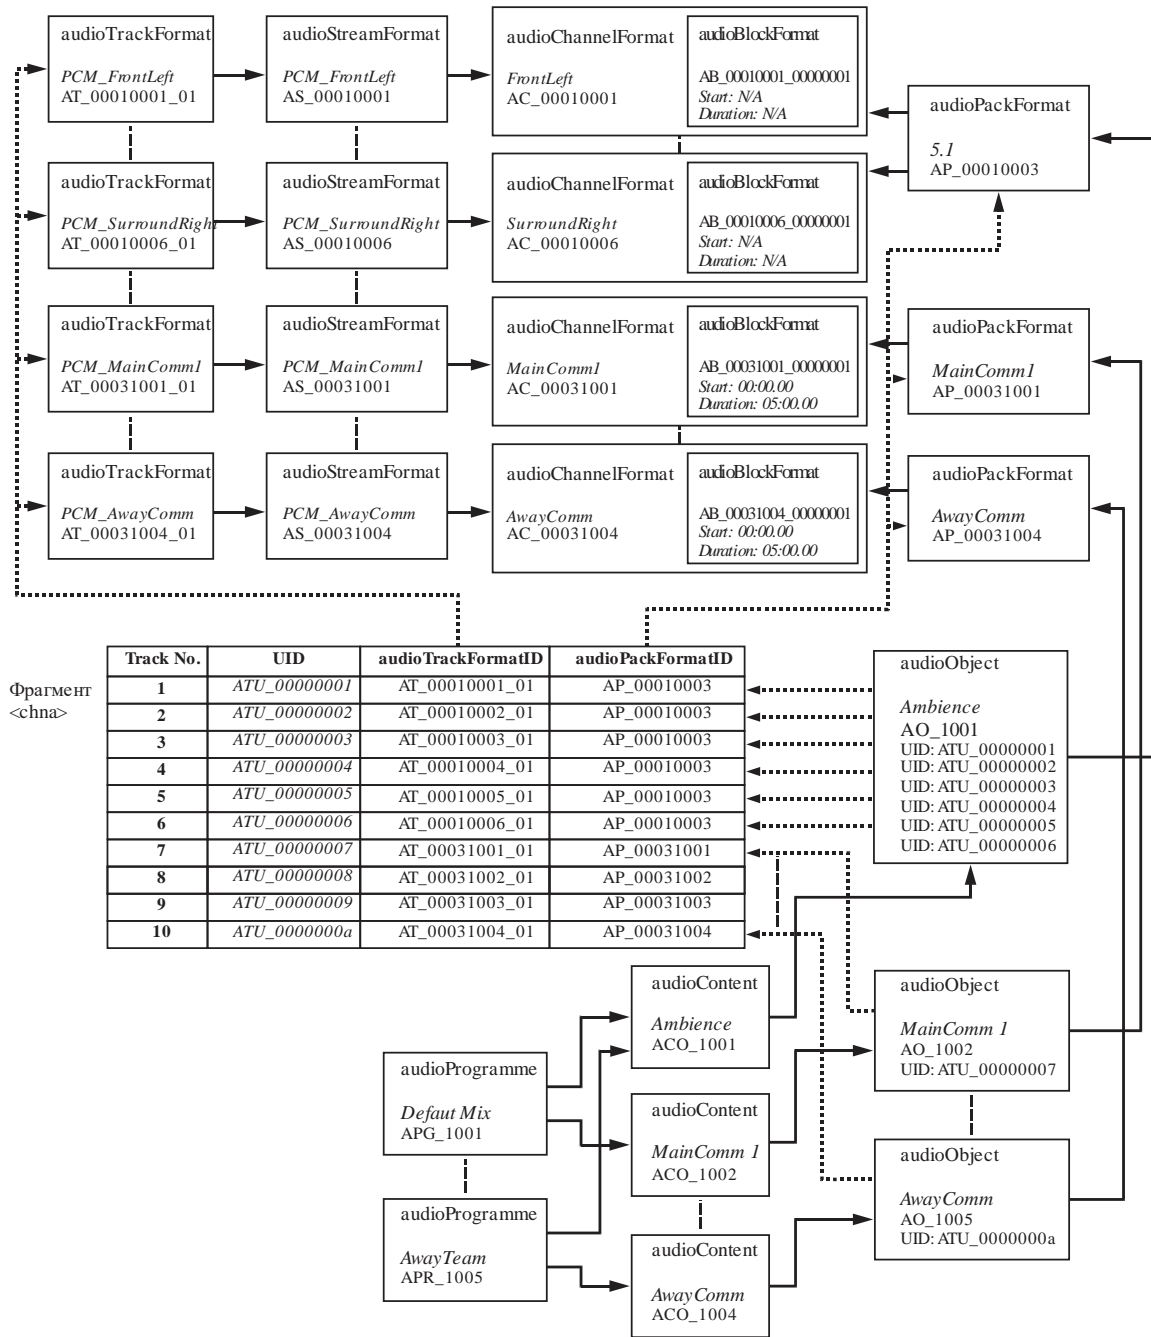 audioTrackFormat
PCM_FrontLeft
AT_00010001_01
audioStreamFormat
PCM_FrontLeft
AS_00010001
audioChannelFormat
FrontLeft
AC_00010001
audioBlockFormat
AB_00010001_00000001
Start: N/A
Duration: N/A
audioPackFormat
5.1
AP_00010003
audioTrackFormat
PCM_SurroundRight
AT_00010006_01
audioStreamFormat
PCM_SurroundRight
AS_00010006
audioChannelFormat
SurroundRight
AC_00010006
audioBlockFormat
AB_00010006_00000001
Start: N/A
Duration: N/A
audioTrackFormat
PCM_MainComm1
AT_00031001_01
audioStreamFormat
PCM_MainComm1
AS_00031001
audioChannelFormat
MainComm1
AC_00031001
audioBlockFormat
AB_00031001_00000001
Start: 00:00.00
Duration: 05:00.00
audioPackFormat
MainComm1
AP_00031001
audioTrackFormat
PCM_AwayComm
AT_00031004_01
audioStreamFormat
PCM_AwayComm
AS_00031004
audioChannelFormat
AwayComm
AC_00031004
audioBlockFormat
AB_00031004_00000001
Start: 00:00.00
Duration: 05:00.00
audioPackFormat
AwayComm
AP_00031004
Фрагмент
<chna>
Track No. UID audioTrackFormatID audioPackFormatID
1 ATU_00000001 AT_00010001_01 AP_00010003
2 ATU_00000002 AT_00010002_01 AP_00010003
3 ATU_00000003 AT_00010003_01 AP_00010003
4 ATU_00000004 AT_00010004_01 AP_00010003
5 ATU_00000005 AT_00010005_01 AP_00010003
6 ATU_00000006 AT_00010006_01 AP_00010003
7 ATU_00000007 AT_00031001_01 AP_00031001
8 ATU_00000008 AT_00031002_01 AP_00031002
9 ATU_00000009 AT_00031003_01 AP_00031003
10 ATU_0000000a AT_00031004_01 AP_00031004
audioObject
Ambience
AO_1001
UID: ATU_00000001
UID: ATU_00000002
UID: ATU_00000003
UID: ATU_00000004
UID: ATU_00000005
UID: ATU_00000006
audioContent
Ambience
ACO_1001
audioObject
MainComm 1
AO_1002
UID: ATU_00000007
audioProgramme
Defaut Mix
APG_1001
audioContent
MainComm 1
ACO_1002
audioObject
AwayComm
AO_1005
UID: ATU_0000000a
audioProgramme
AwayTeam
APR_1005
audioContent
AwayComm
ACO_1004